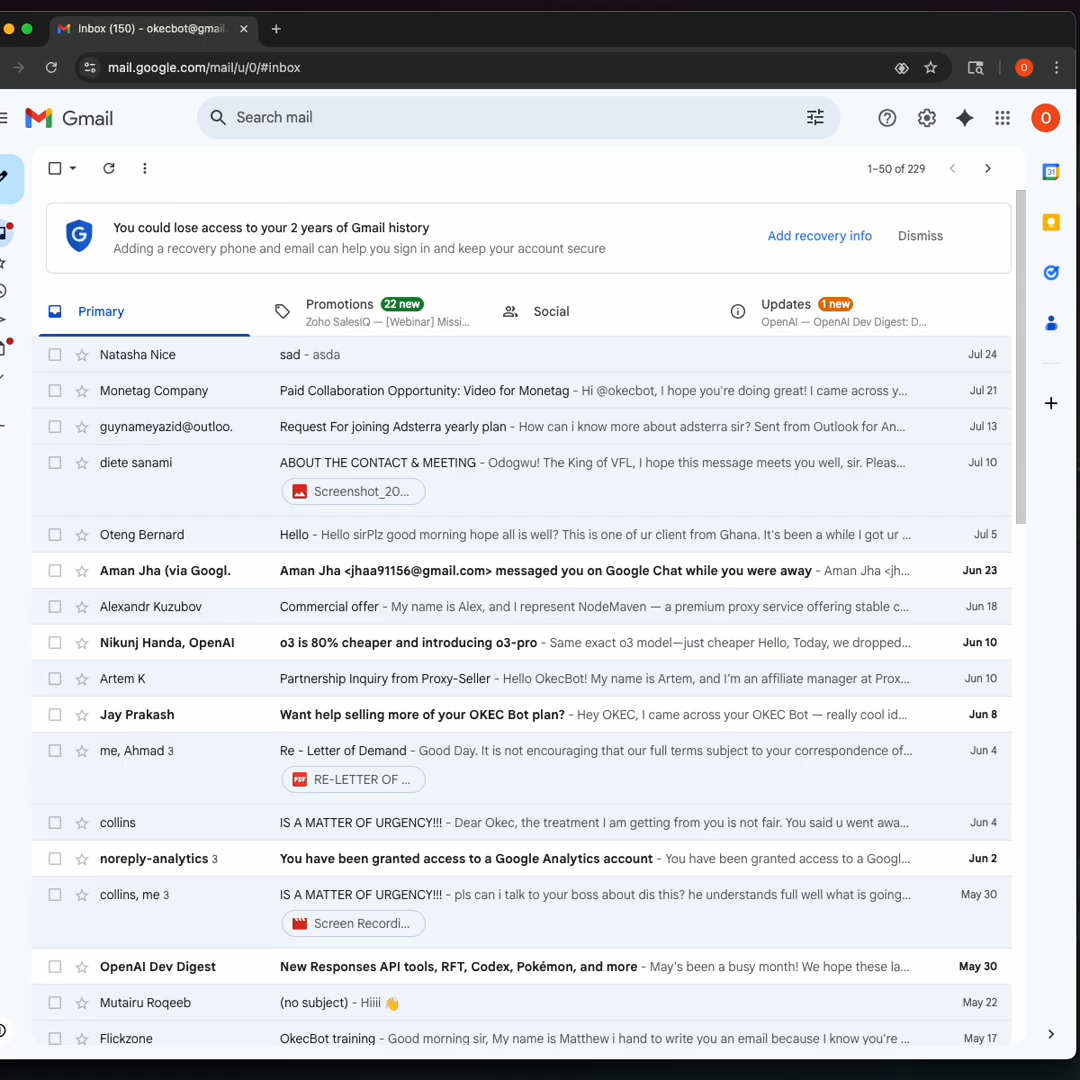 Inbox (150) - okecbot@gmail.
mail.google.com/mail/u/0/#inbox
O
Gmail
Search mail
O
1–50 of 229
31
G
You could lose access to your 2 years of Gmail history
Adding a recovery phone and email can help you sign in and keep your account secure
Add recovery info
Dismiss
Primary
Promotions 22 new
Zoho SalesIQ — [Webinar] Missi...
Social
Updates 1 new
OpenAI — OpenAI Dev Digest: D...
Natasha Nice sad - asda Jul 24
Monetag Company Paid Collaboration Opportunity: Video for Monetag - Hi @okecbot, I hope you're doing great! I came across y... Jul 21
guynameyazid@outloo. Request For joining Adsterra yearly plan - How can i know more about adsterra sir? Sent from Outlook for An... Jul 13
diete sanami ABOUT THE CONTACT & MEETING - Odogwu! The King of VFL, I hope this message meets you well, sir. Pleas... Jul 10
Screenshot_20...
Oteng Bernard Hello - Hello sirPlz good morning hope all is well? This is one of ur client from Ghana. It's been a while I got ur ... Jul 5
Aman Jha (via Googl. Aman Jha <jhaa91156@gmail.com> messaged you on Google Chat while you were away - Aman Jha <jh... Jun 23
Alexandr Kuzubov Commercial offer - My name is Alex, and I represent NodeMaven — a premium proxy service offering stable c... Jun 18
Nikunj Handa, OpenAI o3 is 80% cheaper and introducing o3-pro - Same exact o3 model—just cheaper Hello, Today, we dropped... Jun 10
Artem K Partnership Inquiry from Proxy-Seller - Hello OkecBot! My name is Artem, and I'm an affiliate manager at Prox... Jun 10
Jay Prakash Want help selling more of your OKEC Bot plan? - Hey OKEC, I came across your OKEC Bot — really cool id... Jun 8
me, Ahmad 3 Re - Letter of Demand - Good Day. It is not encouraging that our full terms subject to your correspondence of... Jun 4
PDF RE-LETTER OF ...
collins IS A MATTER OF URGENCY!!! - Dear Okec, the treatment I am getting from you is not fair. You said u went awa... Jun 4
noreply-analytics 3 You have been granted access to a Google Analytics account - You have been granted access to a Googl... Jun 2
collins, me 3 IS A MATTER OF URGENCY!!! - pls can i talk to your boss about dis this? he understands full well what is going... May 30
Screen Recordi...
OpenAI Dev Digest New Responses API tools, RFT, Codex, Pokémon, and more - May's been a busy month! We hope these la... May 30
Mutairu Roqeeb (no subject) - Hiiii 👋 May 22
Flickzone OkecBot training - Good morning sir, My name is Matthew i hand to write you an email because I know you're ... May 17